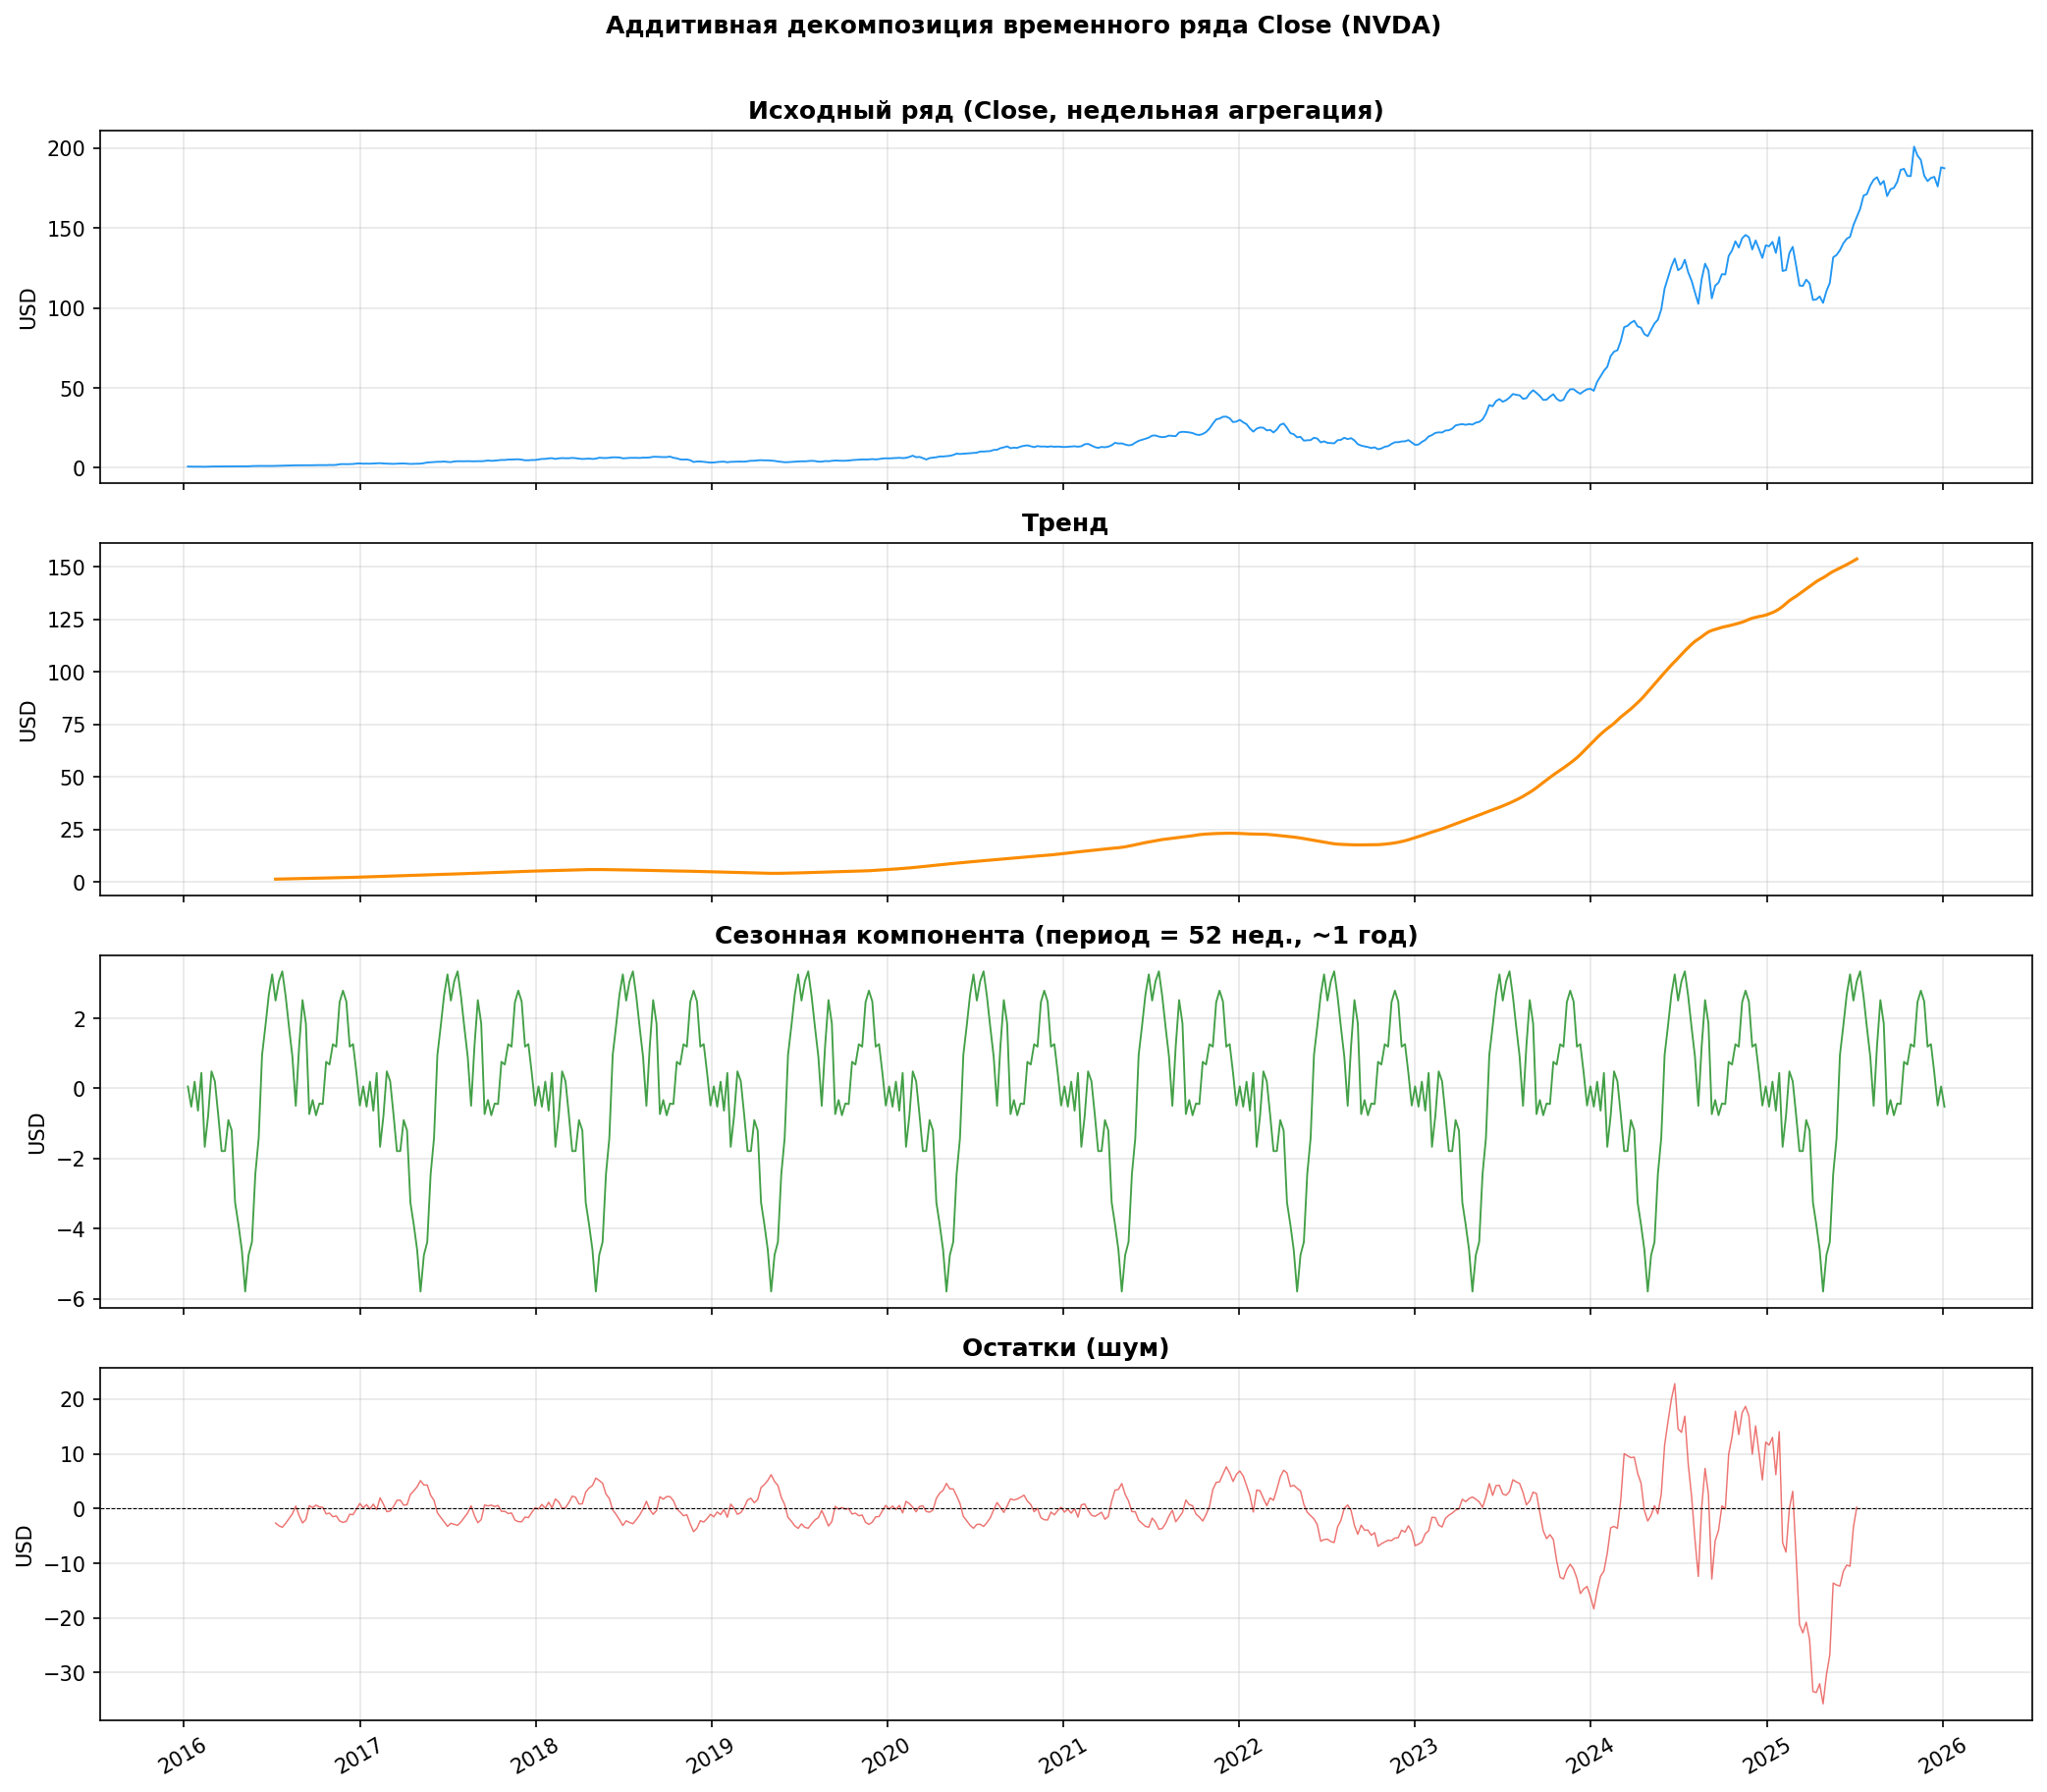 Аддитивная декомпозиция временного ряда Close (NVDA)
Исходный ряд (Close, недельная агрегация)
200
150
100
50
0
USD
Тренд
150
125
100
75
50
25
0
USD
Сезонная компонента (период = 52 нед., ~1 год)
2
0
−2
−4
−6
USD
Остатки (шум)
20
10
0
−10
−20
−30
USD
2016 2017 2018 2019 2020 2021 2022 2023 2024 2025 2026